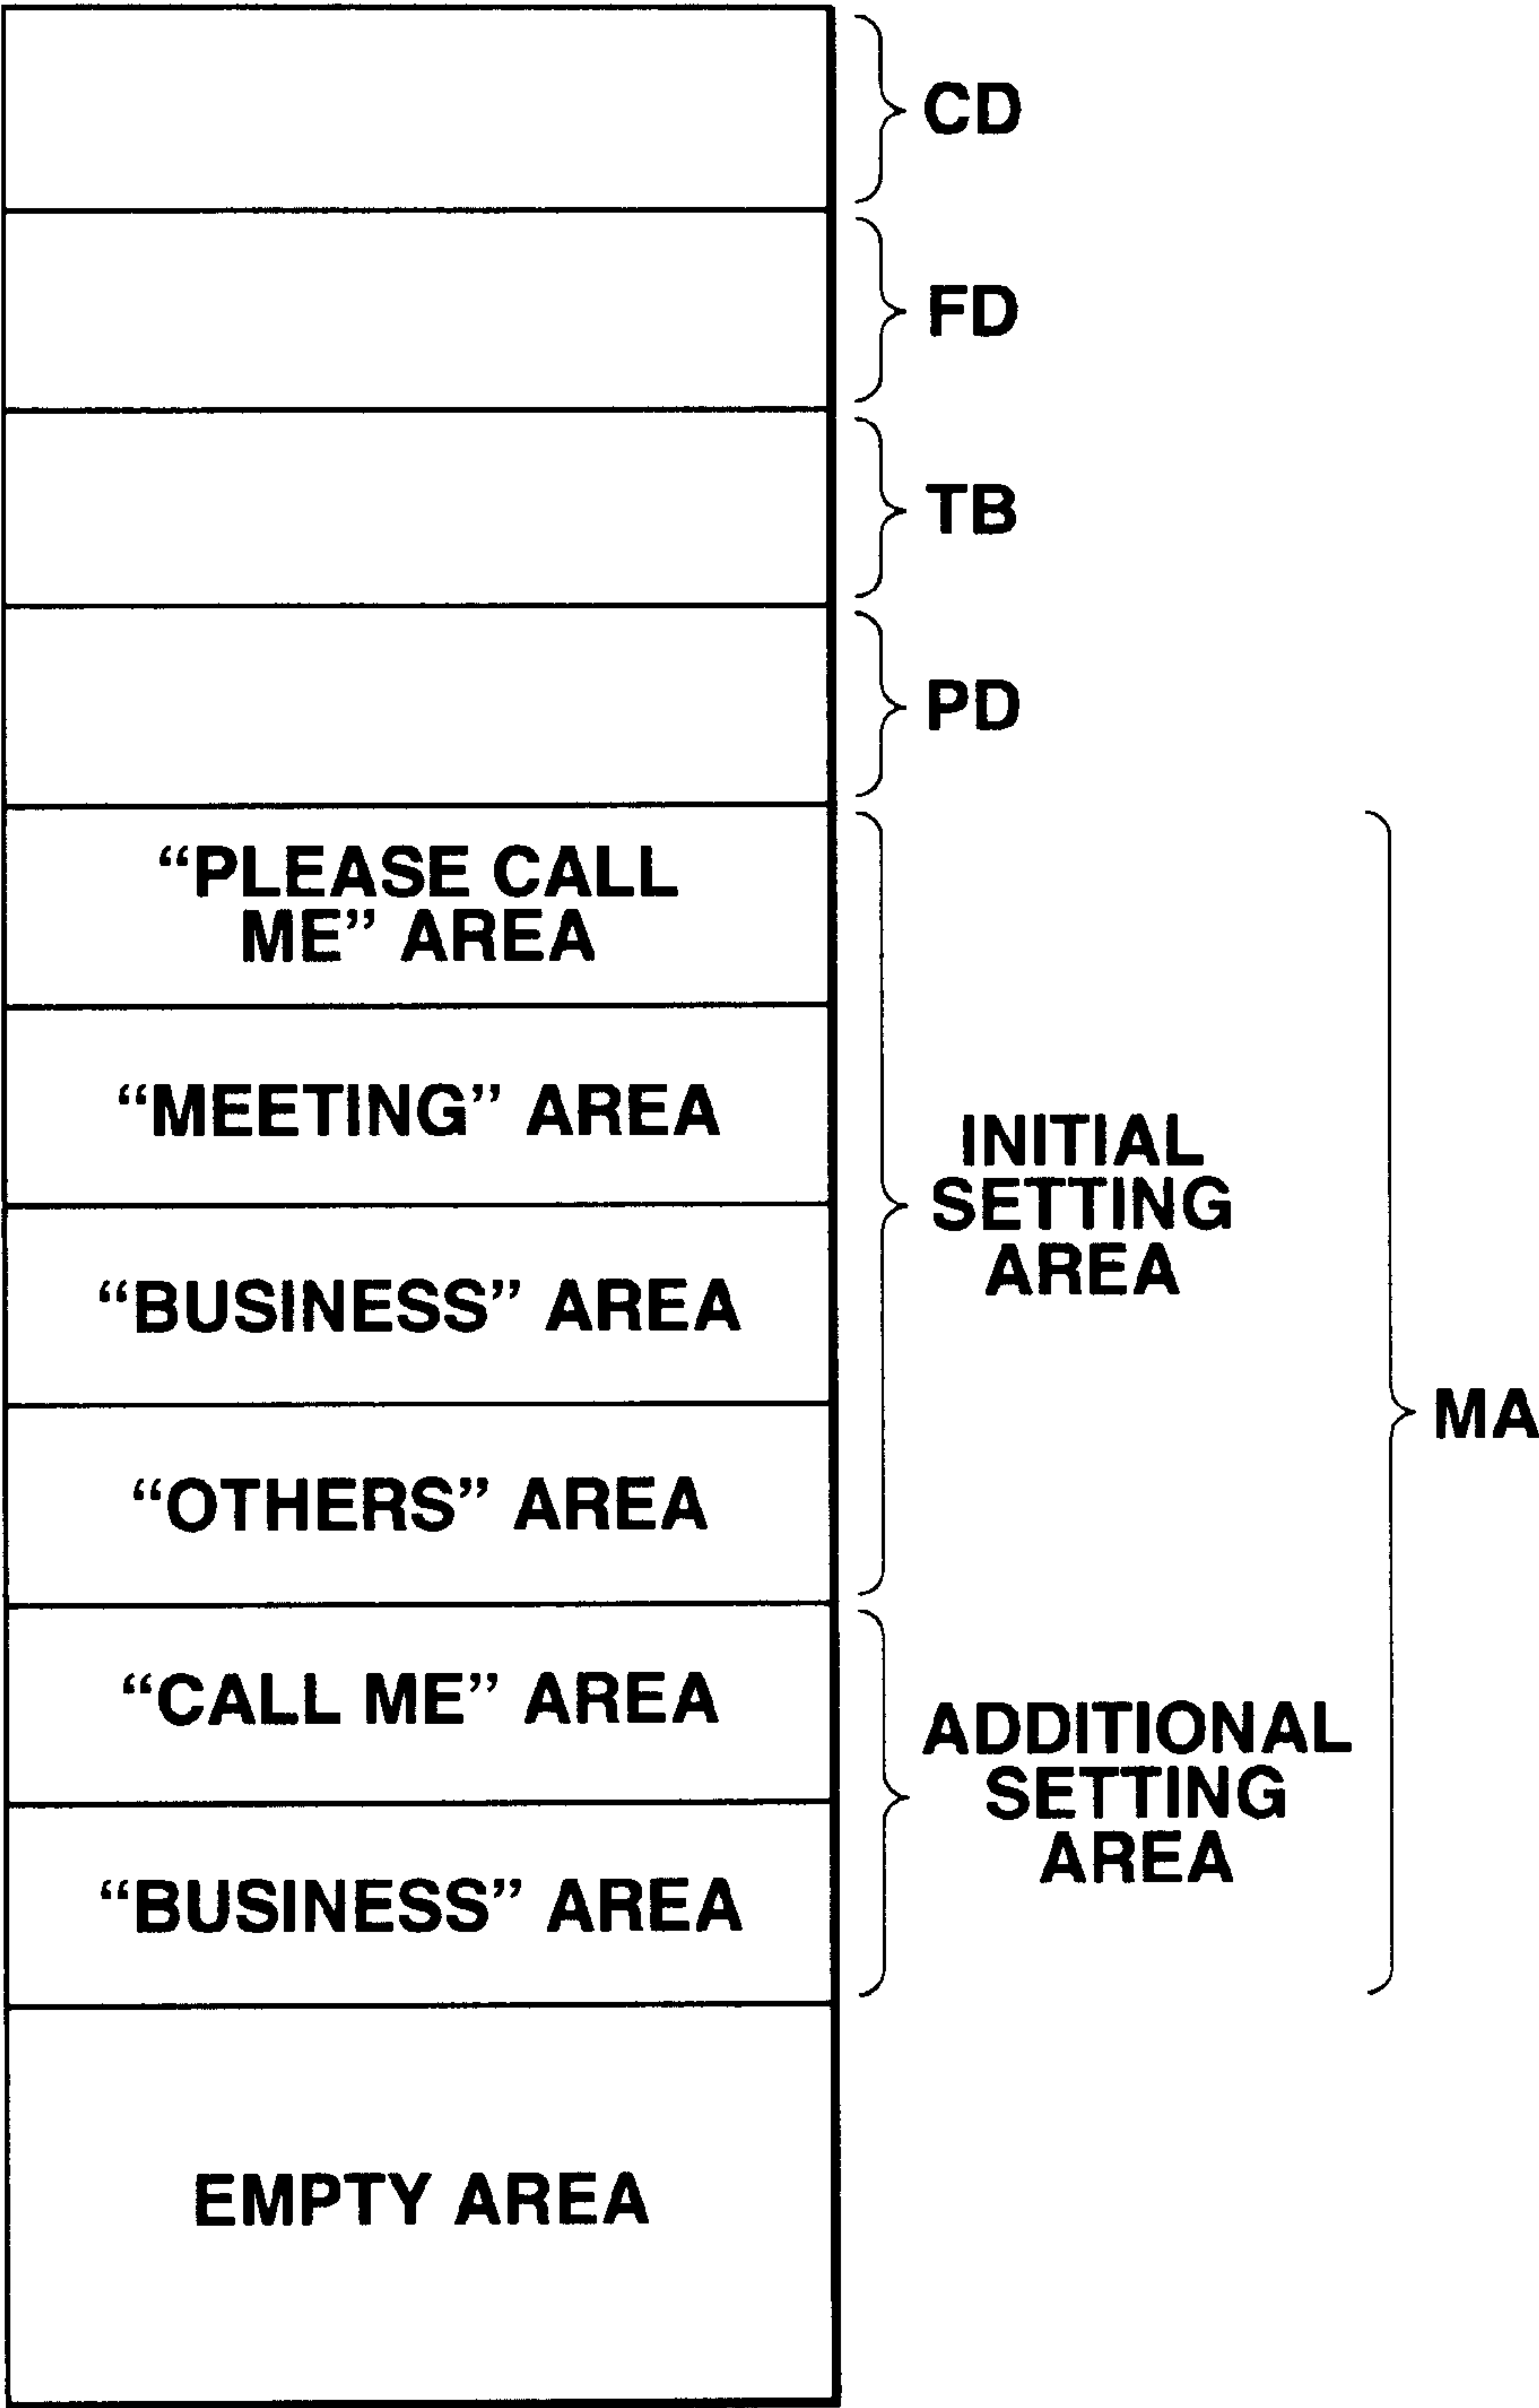 CD
FD
TB
PD
“PLEASE CALL
ME” AREA
“MEETING” AREA
“BUSINESS” AREA
“OTHERS” AREA
INITIAL
SETTING
AREA
“CALL ME” AREA
“BUSINESS” AREA
ADDITIONAL
SETTING
AREA
MA
EMPTY AREA